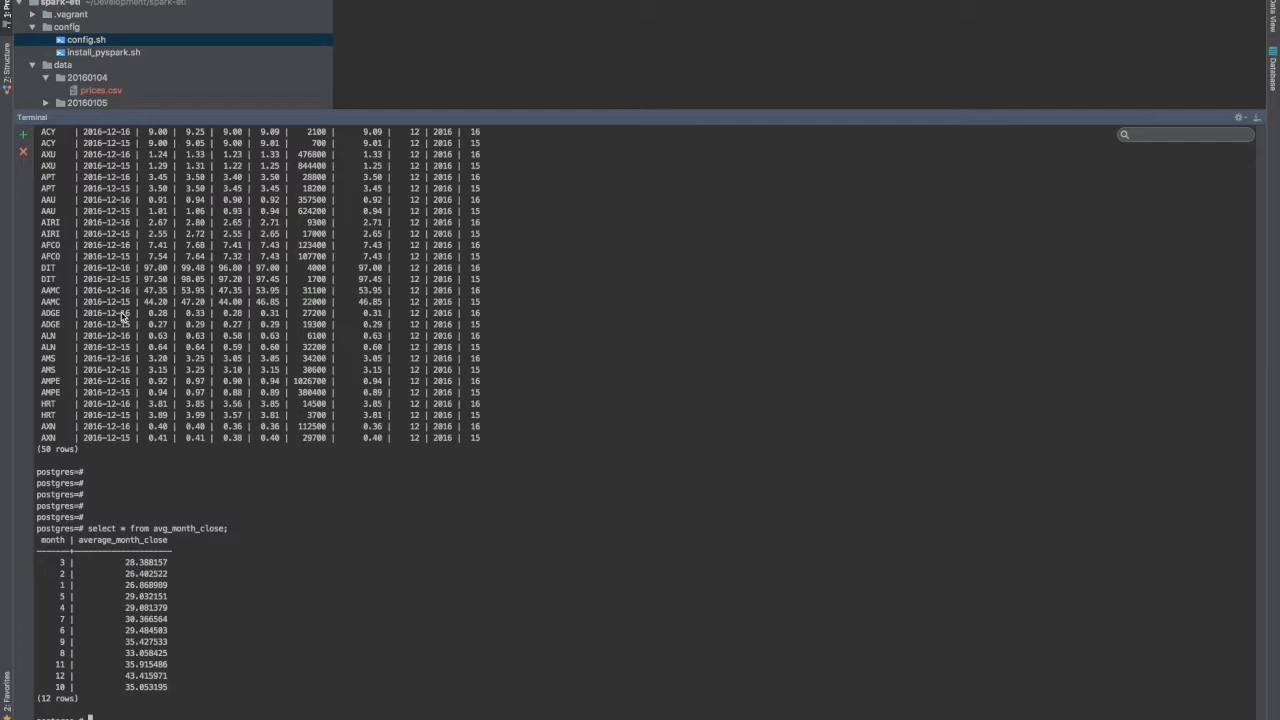 spark-etl ~/Development/spark-etl
.vagrant
config
config.sh
install_pyspark.sh
data
20160104
prices.csv
20160105
Terminal
ACY | 2016-12-16 | 9.00 | 9.25 | 9.00 | 9.09 | 2100 | 9.09 | 12 | 2016 | 16
ACY | 2016-12-15 | 9.00 | 9.05 | 9.00 | 9.01 | 700 | 9.01 | 12 | 2016 | 15
AXU | 2016-12-16 | 1.24 | 1.33 | 1.23 | 1.33 | 476800 | 1.33 | 12 | 2016 | 16
AXU | 2016-12-15 | 1.29 | 1.31 | 1.22 | 1.25 | 844400 | 1.25 | 12 | 2016 | 15
APT | 2016-12-16 | 3.45 | 3.50 | 3.40 | 3.50 | 28800 | 3.50 | 12 | 2016 | 16
APT | 2016-12-15 | 3.50 | 3.50 | 3.45 | 3.45 | 18200 | 3.45 | 12 | 2016 | 15
AAU | 2016-12-16 | 0.91 | 0.94 | 0.90 | 0.92 | 357500 | 0.92 | 12 | 2016 | 16
AAU | 2016-12-15 | 1.01 | 1.06 | 0.93 | 0.94 | 624200 | 0.94 | 12 | 2016 | 15
AIRI | 2016-12-16 | 2.67 | 2.80 | 2.65 | 2.71 | 9300 | 2.71 | 12 | 2016 | 16
AIRI | 2016-12-15 | 2.55 | 2.72 | 2.55 | 2.65 | 17000 | 2.65 | 12 | 2016 | 15
AFCO | 2016-12-16 | 7.41 | 7.68 | 7.41 | 7.43 | 123400 | 7.43 | 12 | 2016 | 16
AFCO | 2016-12-15 | 7.54 | 7.64 | 7.32 | 7.43 | 107700 | 7.43 | 12 | 2016 | 15
DIT | 2016-12-16 | 97.80 | 99.48 | 96.80 | 97.00 | 4000 | 97.00 | 12 | 2016 | 16
DIT | 2016-12-15 | 97.50 | 98.05 | 97.20 | 97.45 | 1700 | 97.45 | 12 | 2016 | 15
AAMC | 2016-12-16 | 47.35 | 53.95 | 47.35 | 53.95 | 31100 | 53.95 | 12 | 2016 | 16
AAMC | 2016-12-15 | 44.20 | 47.20 | 44.00 | 46.85 | 22000 | 46.85 | 12 | 2016 | 15
ADGE | 2016-12-16 | 0.28 | 0.33 | 0.28 | 0.31 | 27200 | 0.31 | 12 | 2016 | 16
ADGE | 2016-12-15 | 0.27 | 0.29 | 0.27 | 0.29 | 19300 | 0.29 | 12 | 2016 | 15
ALN | 2016-12-16 | 0.63 | 0.63 | 0.58 | 0.63 | 6100 | 0.63 | 12 | 2016 | 16
ALN | 2016-12-15 | 0.64 | 0.64 | 0.59 | 0.60 | 32200 | 0.60 | 12 | 2016 | 15
AMS | 2016-12-16 | 3.20 | 3.25 | 3.05 | 3.05 | 34200 | 3.05 | 12 | 2016 | 16
AMS | 2016-12-15 | 3.15 | 3.25 | 3.10 | 3.15 | 30600 | 3.15 | 12 | 2016 | 15
AMPE | 2016-12-16 | 0.92 | 0.97 | 0.90 | 0.94 | 1026700 | 0.94 | 12 | 2016 | 16
AMPE | 2016-12-15 | 0.94 | 0.97 | 0.88 | 0.89 | 380400 | 0.89 | 12 | 2016 | 15
HRT | 2016-12-16 | 3.81 | 3.85 | 3.56 | 3.85 | 14500 | 3.85 | 12 | 2016 | 16
HRT | 2016-12-15 | 3.89 | 3.99 | 3.57 | 3.81 | 3700 | 3.81 | 12 | 2016 | 15
AXN | 2016-12-16 | 0.40 | 0.40 | 0.36 | 0.36 | 112500 | 0.36 | 12 | 2016 | 16
AXN | 2016-12-15 | 0.41 | 0.41 | 0.38 | 0.40 | 29700 | 0.40 | 12 | 2016 | 15
(50 rows)
postgres=#
postgres=#
postgres=#
postgres=#
postgres=#
postgres=# select * from avg_month_close;
month | average_month_close
3 | 28.388157
2 | 26.402522
1 | 26.868989
5 | 29.032151
4 | 29.081379
7 | 30.366564
6 | 29.484503
9 | 35.427533
8 | 33.058425
11 | 35.915486
12 | 43.415971
10 | 35.053195
(12 rows)
Z: Structure
2: Favorites
Data View
Database